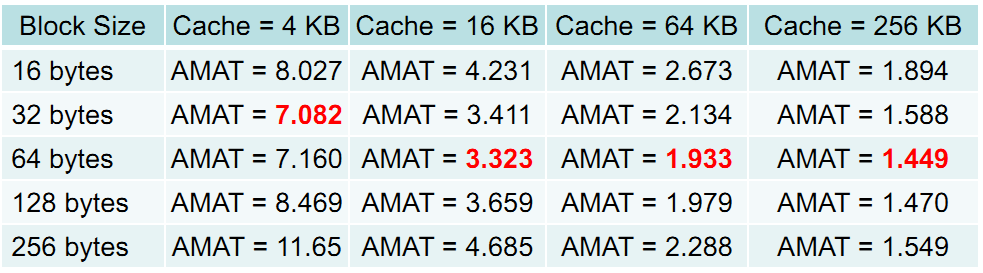 Block Size Cache = 4 KB Cache = 16 KB Cache = 64 KB Cache = 256 KB
16 bytes AMAT = 8.027 AMAT = 4.231 AMAT = 2.673 AMAT = 1.894
32 bytes AMAT = 7.082 AMAT = 3.411 AMAT = 2.134 AMAT = 1.588
64 bytes AMAT = 7.160 AMAT = 3.323 AMAT = 1.933 AMAT = 1.449
128 bytes AMAT = 8.469 AMAT = 3.659 AMAT = 1.979 AMAT = 1.470
256 bytes AMAT = 11.65 AMAT = 4.685 AMAT = 2.288 AMAT = 1.549